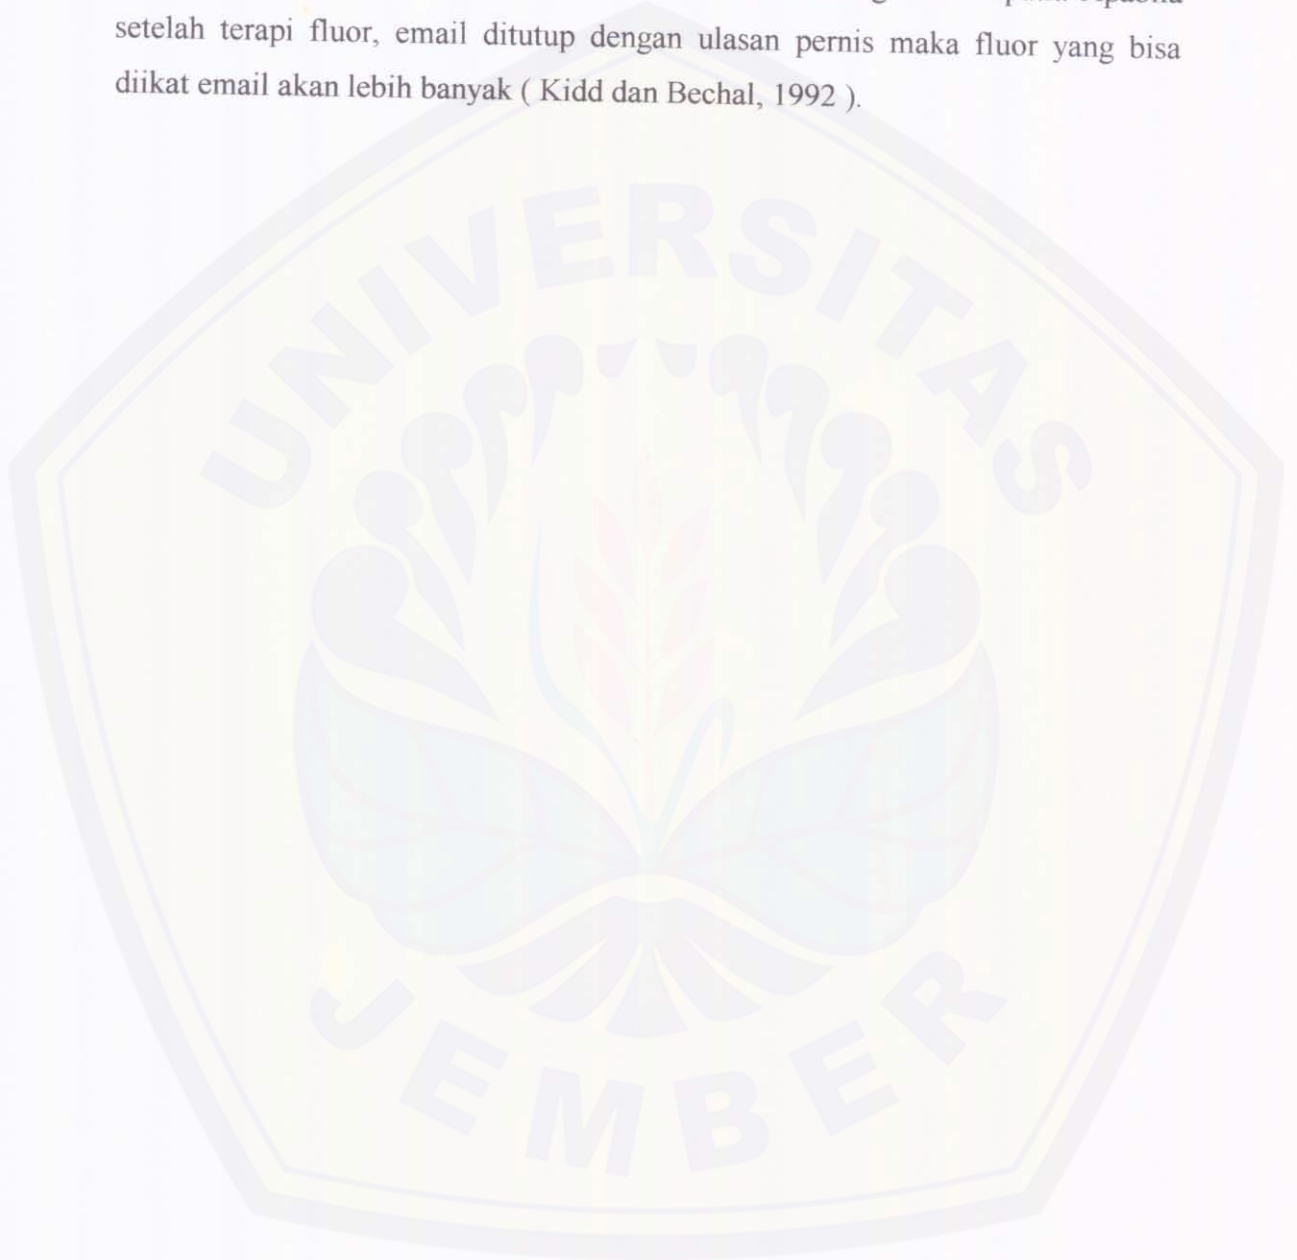 setelah terapi fluor, email ditutup dengan ulasan pernis maka fluor yang bisa
diikat email akan lebih banyak ( Kidd dan Bechal, 1992 ).
UNIVERSITAS
JEMBER